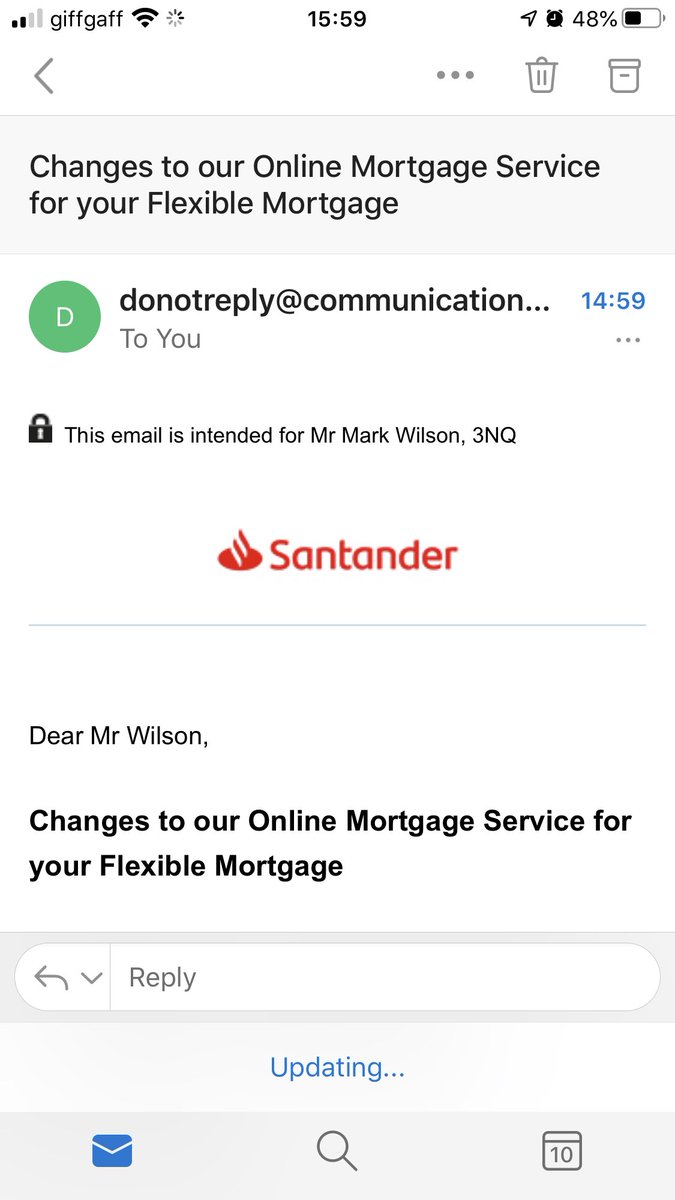 giffgaff 15:59 48%
Changes to our Online Mortgage Service
for your Flexible Mortgage
D donotreply@communication... 14:59
To You
This email is intended for Mr Mark Wilson, 3NQ
Santander
Dear Mr Wilson,
Changes to our Online Mortgage Service for
your Flexible Mortgage
Reply
Updating...
10